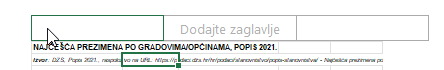 Dodajte zaglavlje
NAJČEŠĆA PREZIMENA PO GRADOVIMA/OPĆINAMA, POPIS 2021.
Izvor: DZS, Popis 2021., na URL: https://podaci.dzs.hr/hr/podaci/stanovnistvo/popis-stanovnistva/ - Najčešća prezimena po